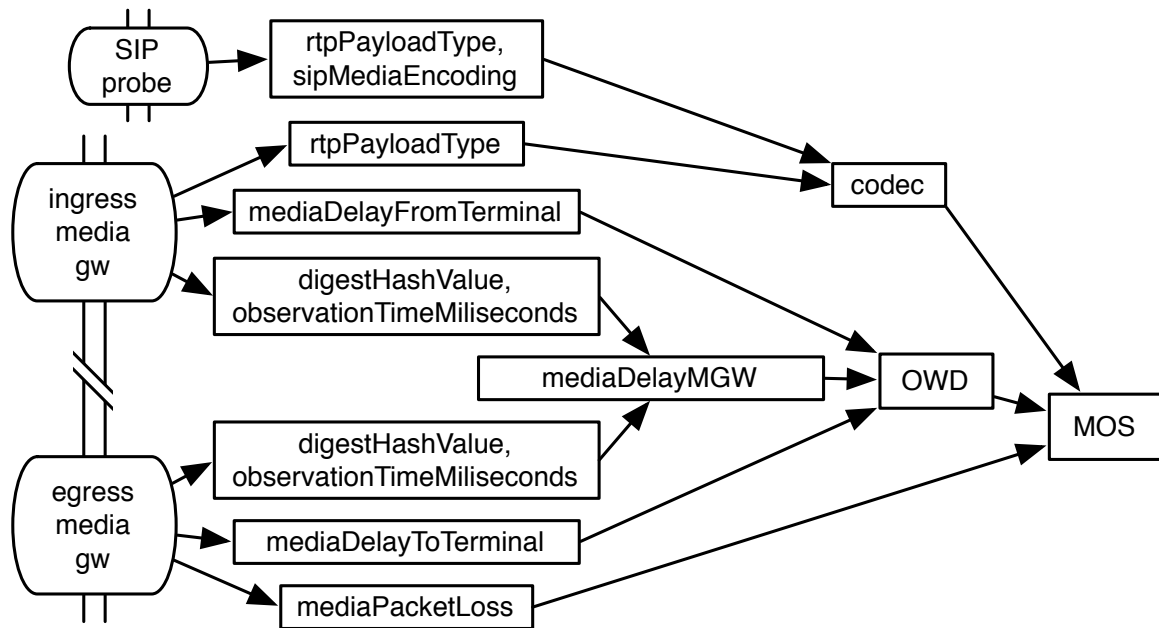 SIP
probe
rtpPayloadType,
sipMediaEncoding
rtpPayloadType
codec
ingress
media
gw
mediaDelayFromTerminal
digestHashValue,
observationTimeMiliseconds
mediaDelayMGW
OWD
MOS
digestHashValue,
observationTimeMiliseconds
egress
media
gw
mediaDelayToTerminal
mediaPacketLoss